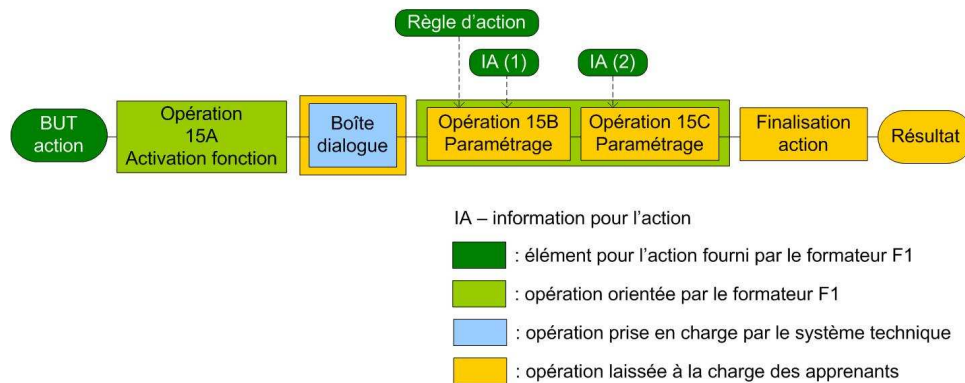 Règle d'action
IA (1)
IA (2)
BUT
action
Opération
15A
Activation fonction
Boîte
dialogue
Opération 15B
Paramétrage
Opération 15C
Paramétrage
Finalisation
action
Résultat
IA – information pour l'action
: élément pour l'action fourni par le formateur F1
: opération orientée par le formateur F1
: opération prise en charge par le système technique
: opération laissée à la charge des apprenants